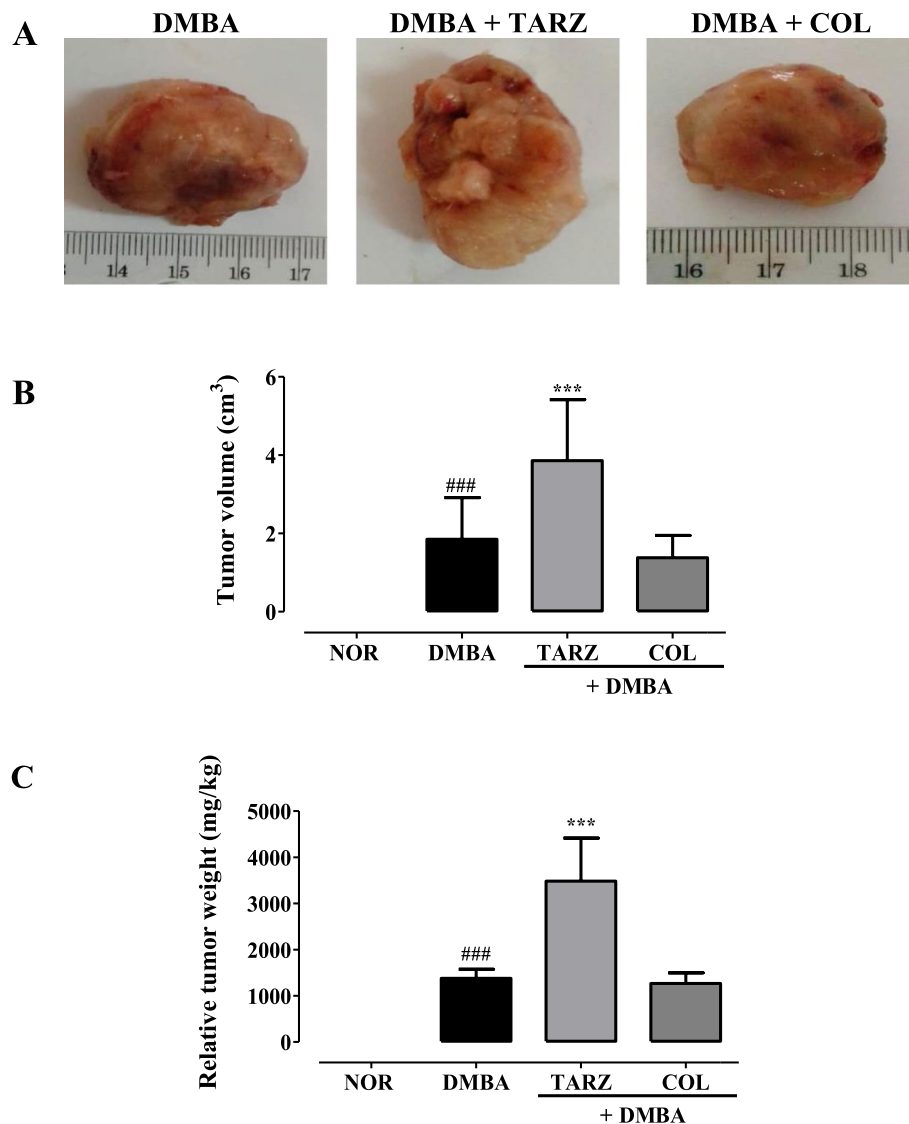 A
DMBA
DMBA + TARZ
DMBA + COL
14 15 16 17
16 17 18
B
Tumor volume (cm³)
6
4
2
0
###
***
NOR DMBA TARZ COL
+ DMBA
C
Relative tumor weight (mg/kg)
5000
4000
3000
2000
1000
0
###
***
NOR DMBA TARZ COL
+ DMBA